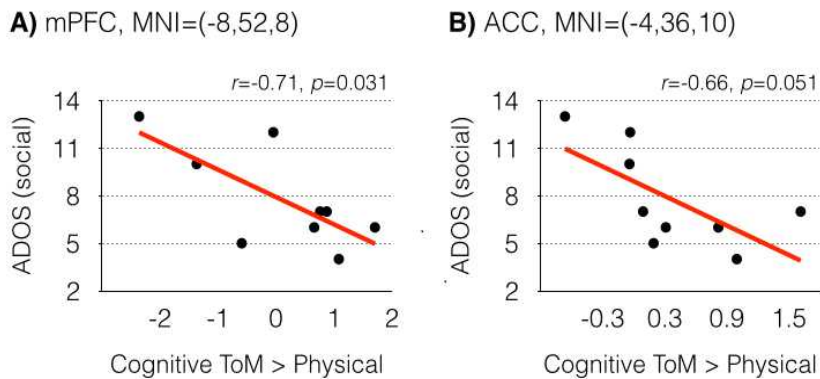 A) mPFC, MNI=(-8,52,8)
r=-0.71, p=0.031
ADOS (social)
14
11
8
5
2
-2 -1 0 1 2
Cognitive ToM > Physical
B) ACC, MNI=(-4,36,10)
r=-0.66, p=0.051
ADOS (social)
14
11
8
5
2
-0.3 0.3 0.9 1.5
Cognitive ToM > Physical